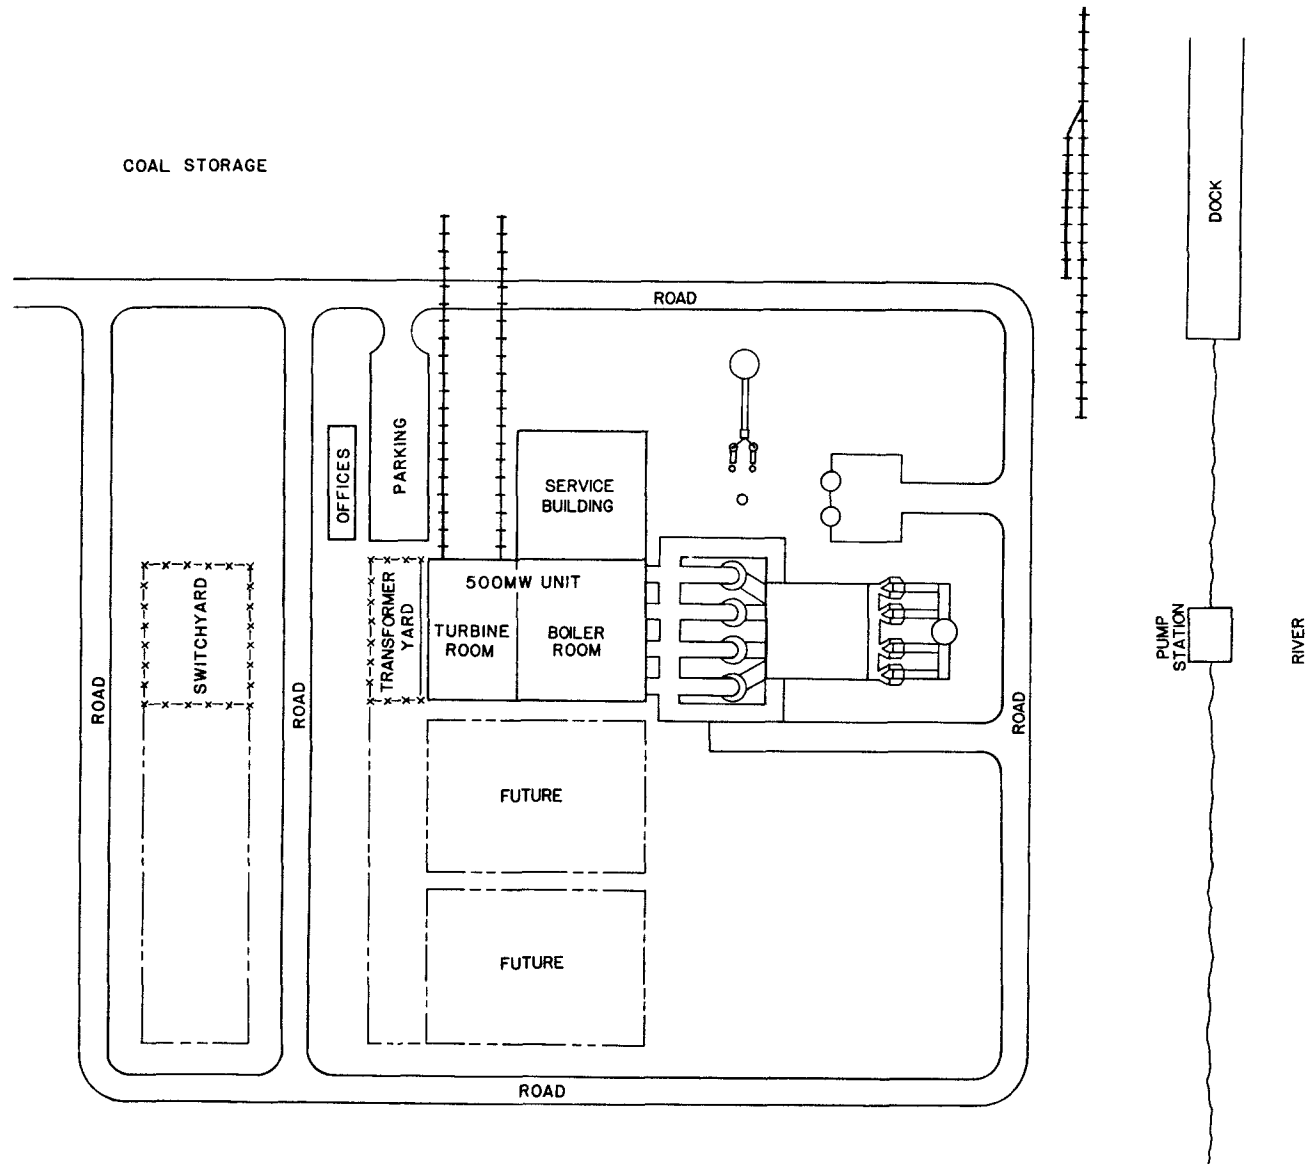 COAL STORAGE
DOCK
ROAD
PARKING
OFFICES
SERVICE
BUILDING
500MW UNIT
SWITCHYARD
TRANSFORMER
YARD
TURBINE
ROOM
BOILER
ROOM
PUMP
STATION
RIVER
ROAD
ROAD
ROAD
FUTURE
FUTURE
ROAD